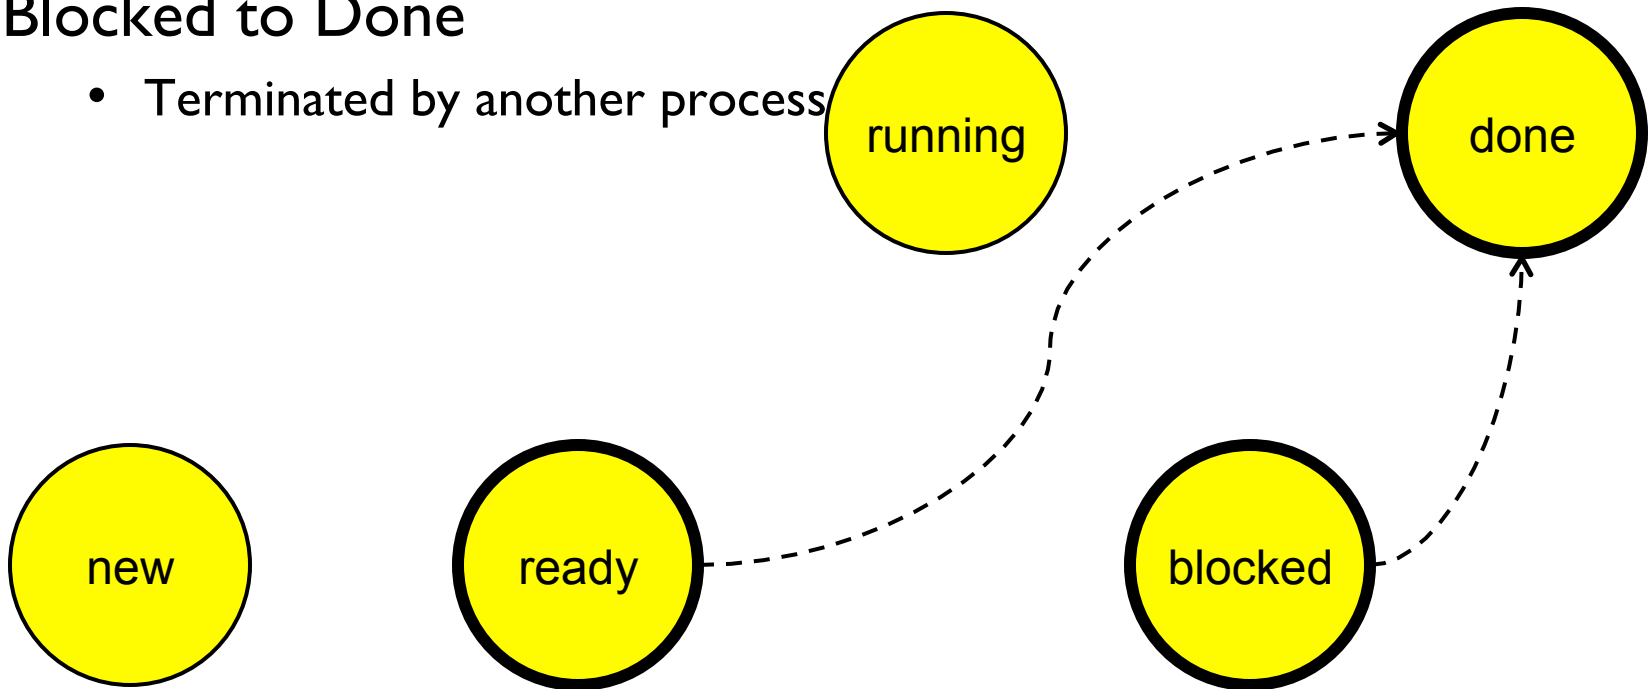 Blocked to Done
• Terminated by another process
running
done
new
ready
blocked